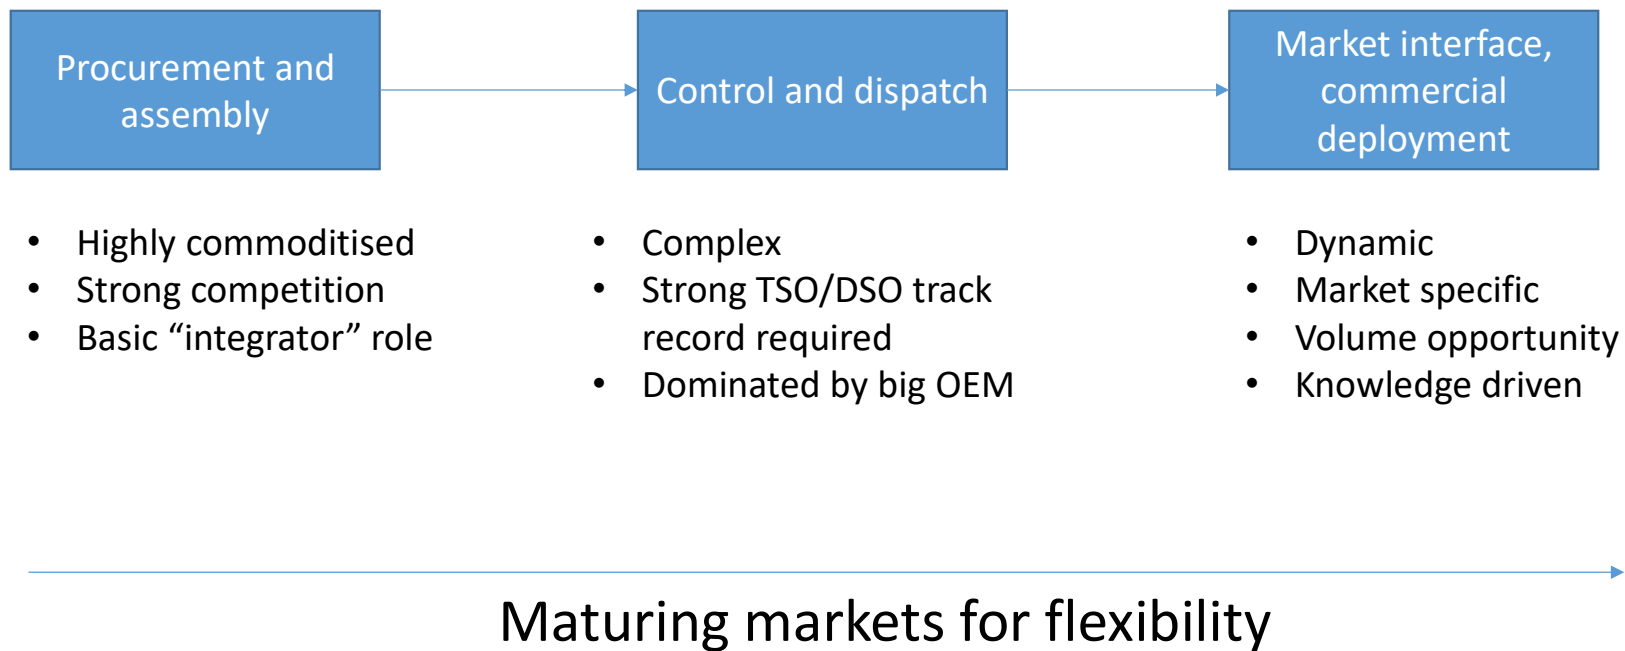 Procurement and
assembly
Control and dispatch
Market interface,
commercial
deployment
• Highly commoditised
• Strong competition
• Basic “integrator” role
• Complex
• Strong TSO/DSO track
record required
• Dominated by big OEM
• Dynamic
• Market specific
• Volume opportunity
• Knowledge driven
Maturing markets for flexibility